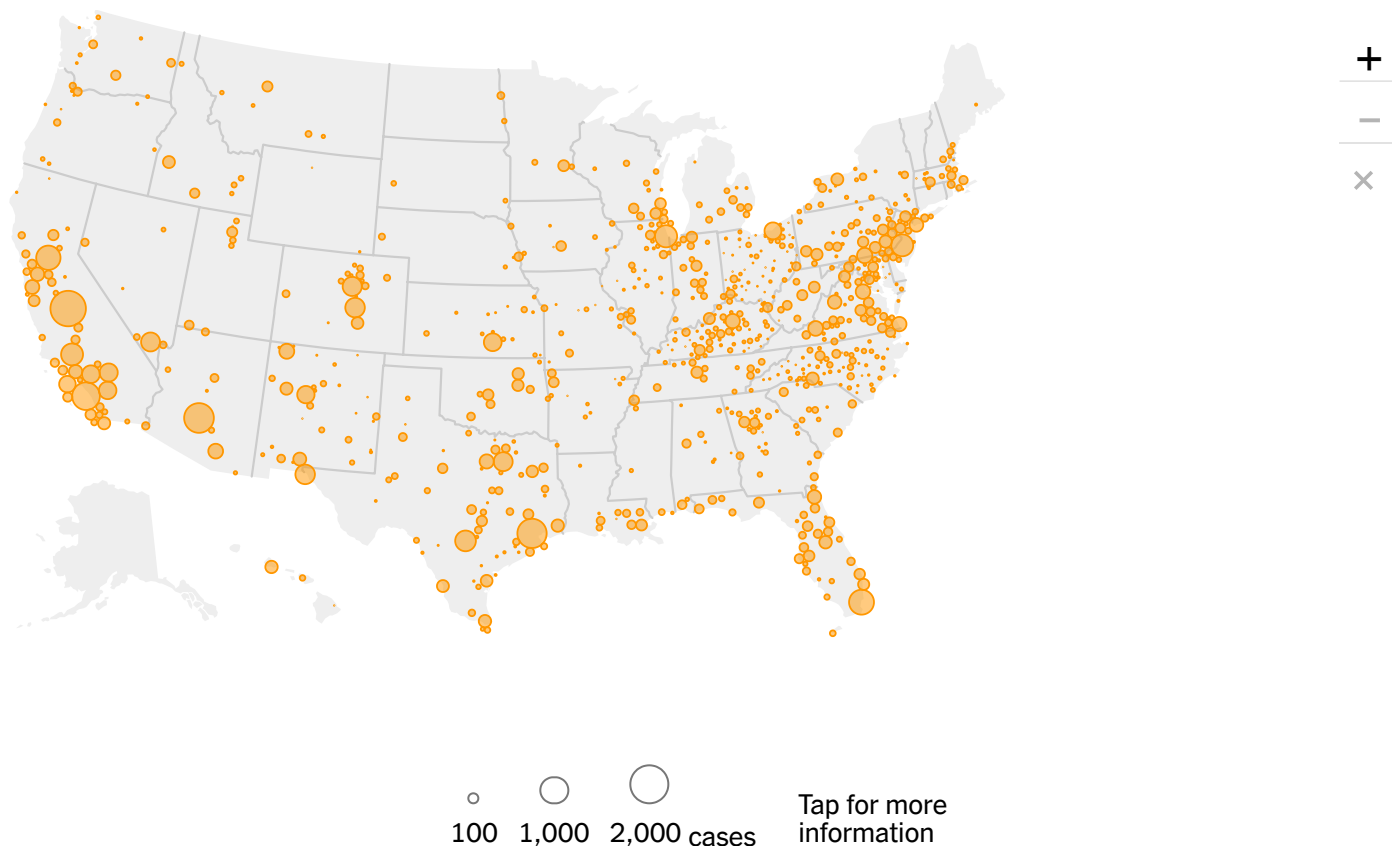 +
−
×
100 1,000 2,000 cases
Tap for more
information